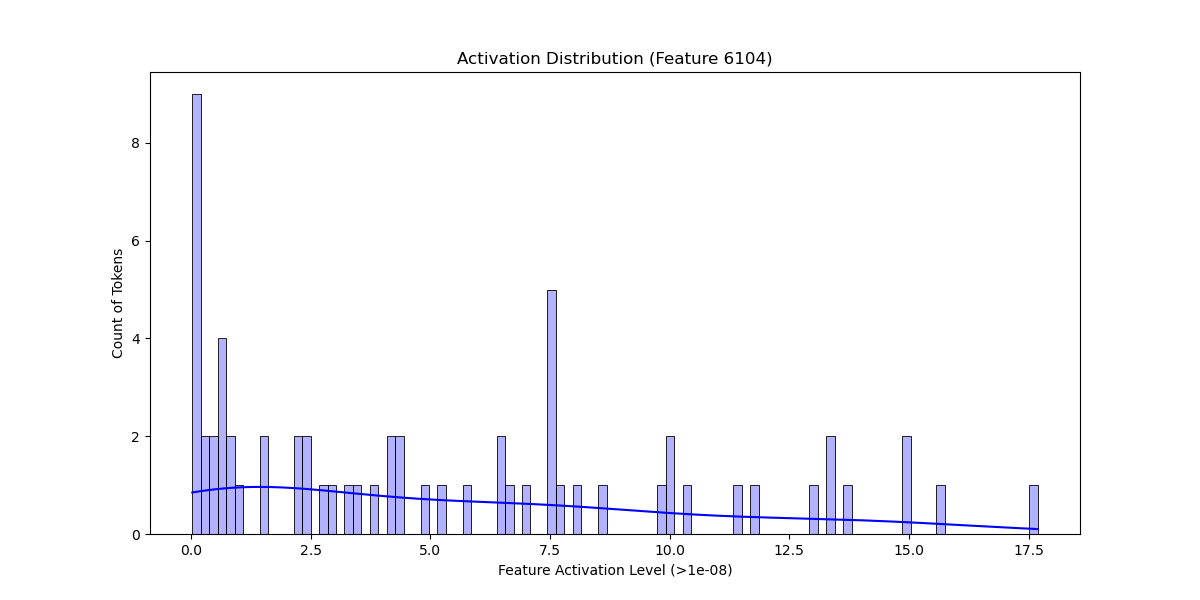 Activation Distribution (Feature 6104)
Count of Tokens
8
6
4
2
0
0.0 2.5 5.0 7.5 10.0 12.5 15.0 17.5
Feature Activation Level (>1e-08)